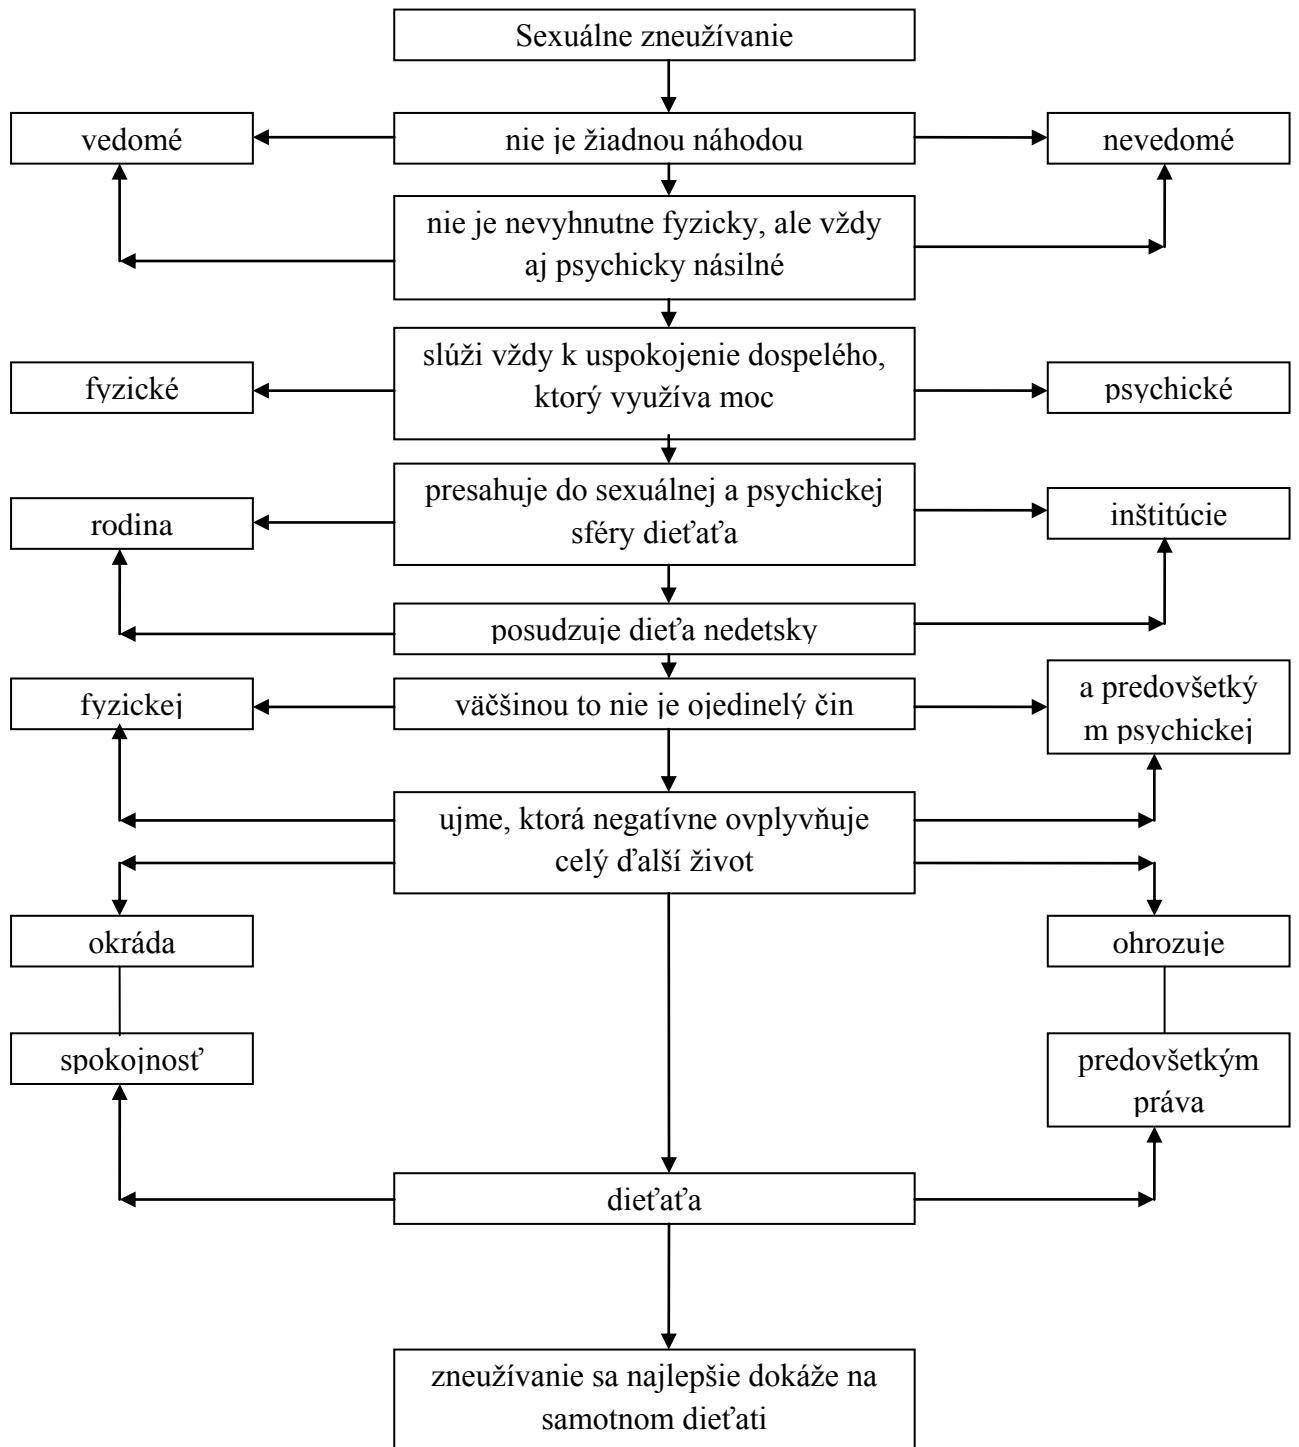 Sexuálne zneužívanie
vedomé
nie je žiadnou náhodou
nevedomé
nie je nevyhnutne fyzicky, ale vždy
aj psychicky násilné
slúži vždy k uspokojenie dospelého,
ktorý využíva moc
fyzické
psychické
presahuje do sexuálnej a psychickej
sféry dieťaťa
rodina
inštitúcie
posudzuje dieťa nedetsky
fyzickej
väčšinou to nie je ojedinelý čin
a predovšetký
m psychickej
ujme, ktorá negatívne ovplyvňuje
celý ďalší život
okráda
ohrozuje
spokojnosť
predovšetkým
práva
dieťaťa
zneužívanie sa najlepšie dokáže na
samotnom dieťati